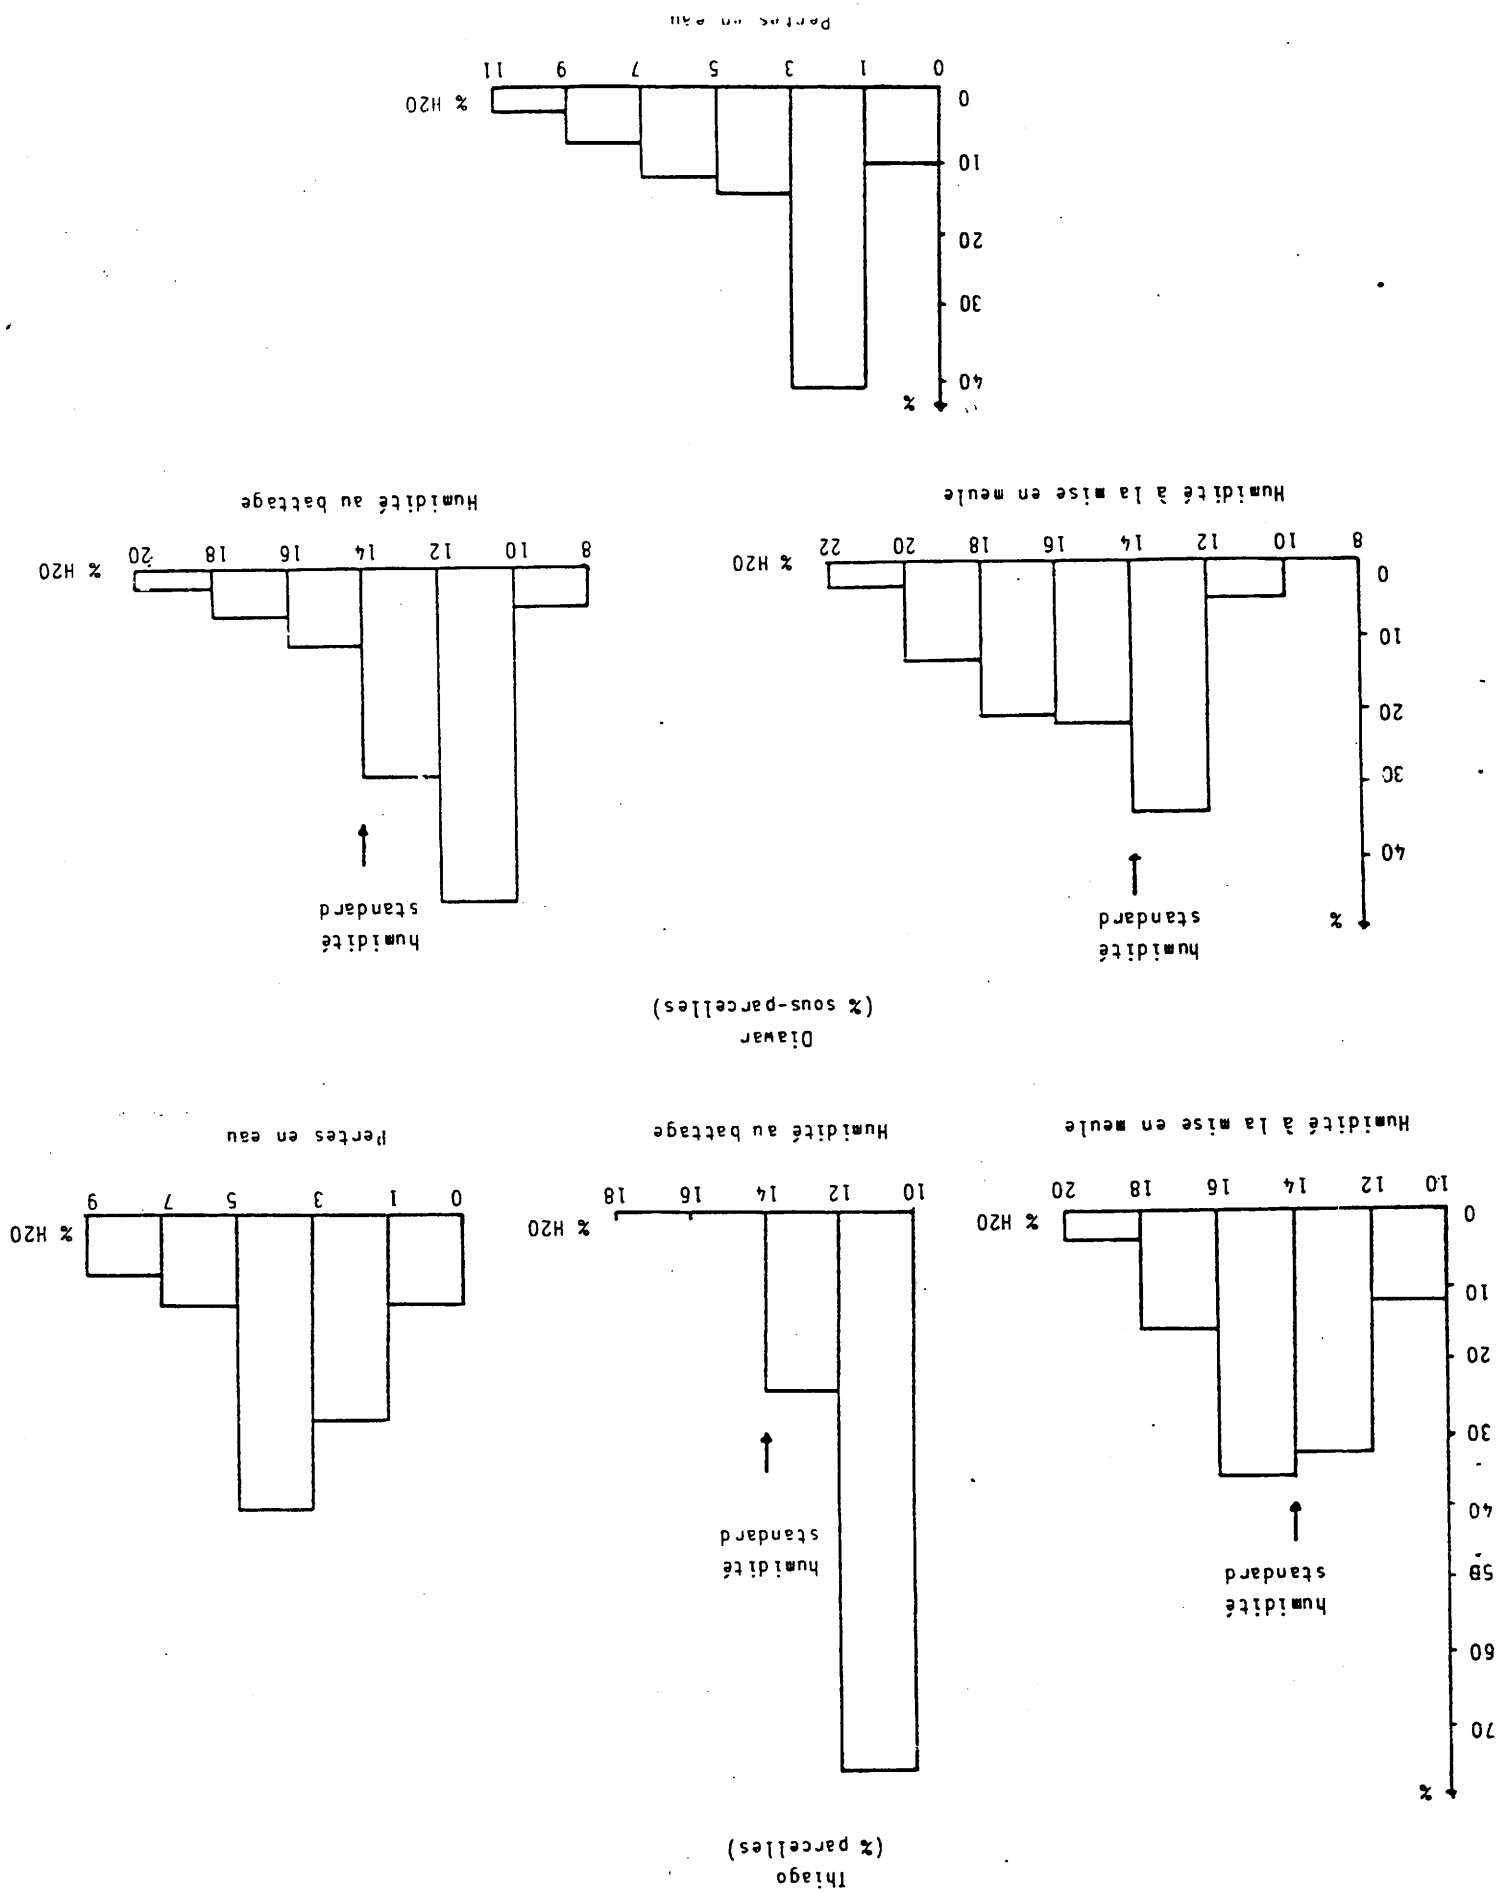 Thiago
(% parcelles)
%
70
60
50
40
30
20
10
0
humidité
standard
10 12 14 16 18 20
% H2O
Humidité à la mise en meule
humidité
standard
10 12 14 16 18
% H2O
Humidité au battage
0 1 3 5 7 9
% H2O
Pertes en eau
Diawar
(% sous-parcelles)
%
40
30
20
10
0
humidité
standard
8 10 12 14 16 18 20 22
% H2O
Humidité à la mise en meule
humidité
standard
8 10 12 14 16 18 20
% H2O
Humidité au battage
%
40
30
20
10
0
0 1 3 5 7 9 11
% H2O
Pertes en eau